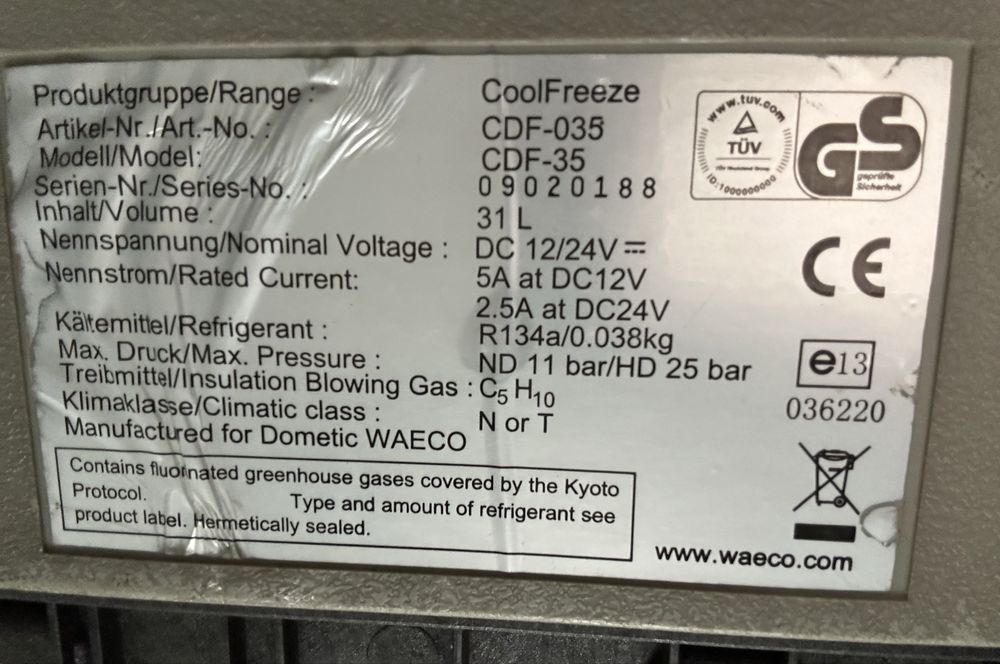 Produktgruppe/Range : CoolFreeze
Artikel-Nr./Art.-No. : CDF-035
Modell/Model: CDF-35
Serien-Nr./Series-No. : 09020188
Inhalt/Volume : 31 L
Nennspannung/Nominal Voltage : DC 12/24V
Nennstrom/Rated Current: 5A at DC12V
2.5A at DC24V
Kältemittel/Refrigerant : R134a/0.038kg
Max. Druck/Max. Pressure : ND 11 bar/HD 25 bar
Treibmittel/Insulation Blowing Gas : C5 H10
Klimaklasse/Climatic class : N or T
Manufactured for Dometic WAECO
Contains fluorinated greenhouse gases covered by the Kyoto
Protocol. Type and amount of refrigerant see
product label. Hermetically sealed.
www.tuv.com
TÜV
TÜV Rheinland Group
ID:1000000000
GS
geprüfte
Sicherheit
CE
e13
036220
www.waeco.com